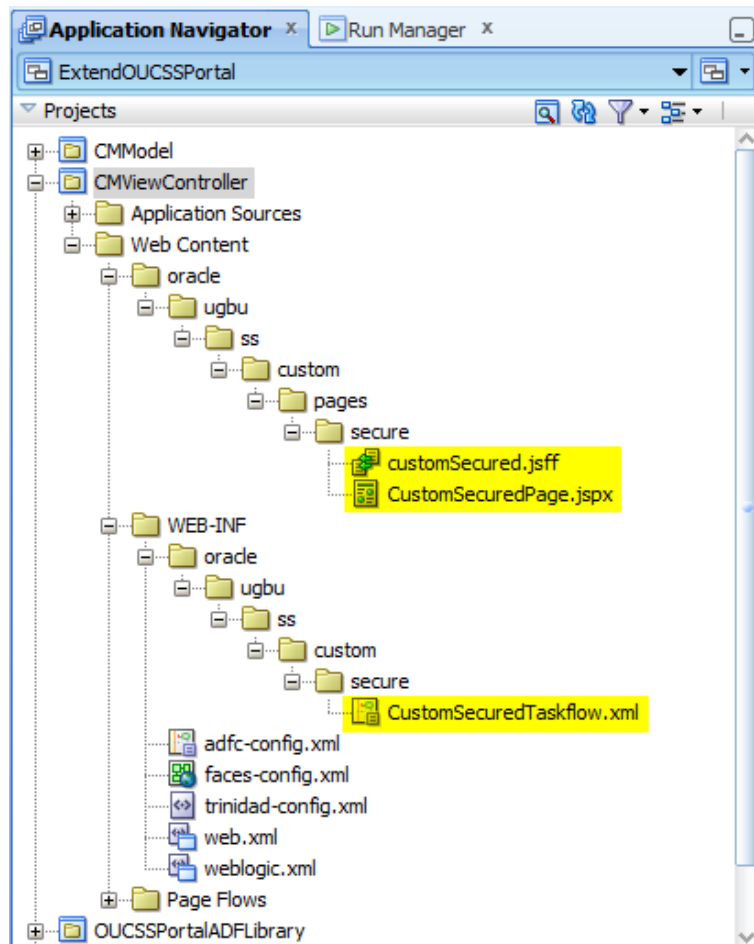 Application Navigator x Run Manager x
ExtendOUCSSPortal
Projects
CMModel
CMViewController
Application Sources
Web Content
oracle
ugbu
ss
custom
pages
secure
customSecured.jsff
CustomSecuredPage.jspx
WEB-INF
oracle
ugbu
ss
custom
secure
CustomSecuredTaskflow.xml
adfc-config.xml
faces-config.xml
trinidad-config.xml
web.xml
weblogic.xml
Page Flows
OUCSSPortalADFLibrary